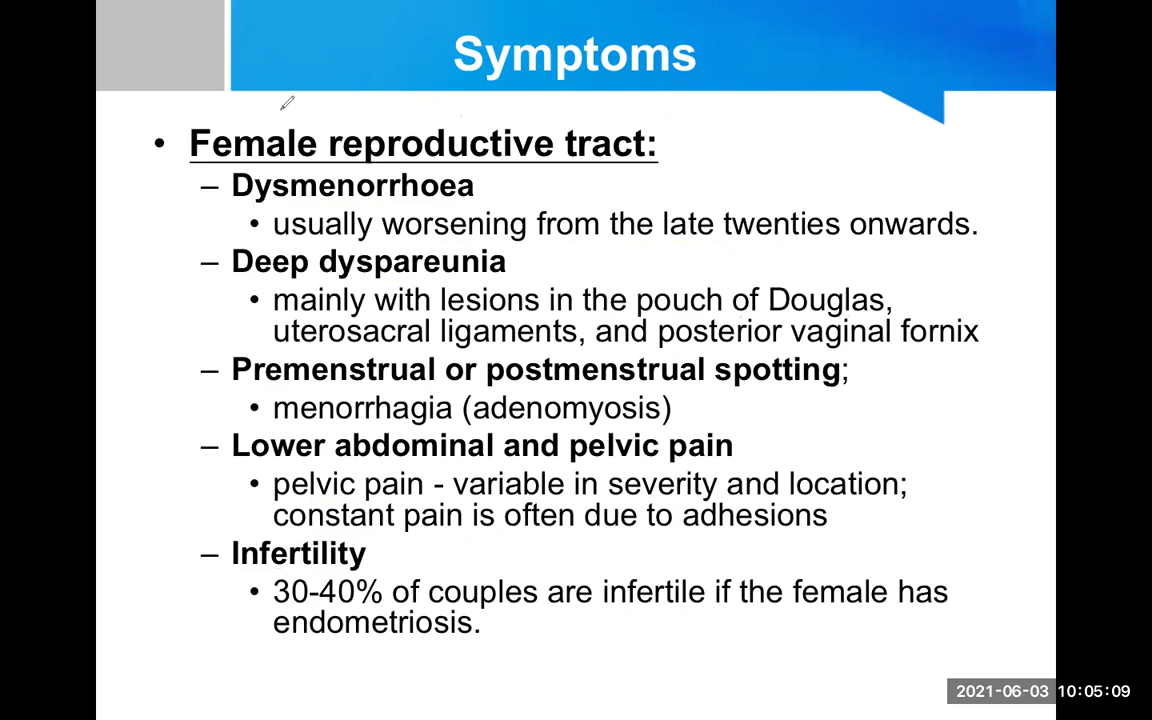 Symptoms
• Female reproductive tract:
– Dysmenorrhoea
• usually worsening from the late twenties onwards.
– Deep dyspareunia
• mainly with lesions in the pouch of Douglas,
uterosacral ligaments, and posterior vaginal fornix
– Premenstrual or postmenstrual spotting;
• menorrhagia (adenomyosis)
– Lower abdominal and pelvic pain
• pelvic pain - variable in severity and location;
constant pain is often due to adhesions
– Infertility
• 30-40% of couples are infertile if the female has
endometriosis.
2021-06-03 10:05:09